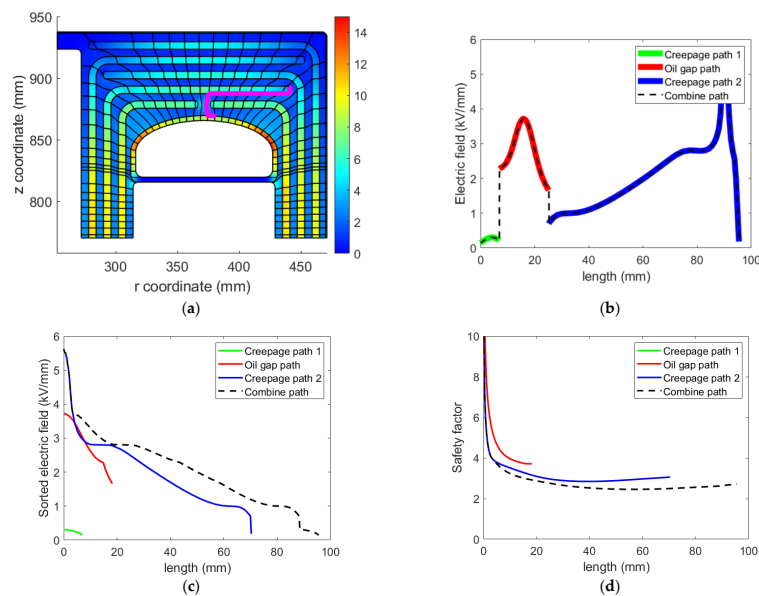 950
900
850
800
z coordinate (mm)
300
350
400
450
r coordinate (mm)
14
12
10
8
6
4
2
0
(a)
6
5
4
3
2
1
0
Electric field (kV/mm)
0
20
40
60
80
100
length (mm)
Creepage path 1
Oil gap path
Creepage path 2
Combine path
(b)
6
5
4
3
2
1
0
Sorted electric field (kV/mm)
0
20
40
60
80
100
length (mm)
Creepage path 1
Oil gap path
Creepage path 2
Combine path
(c)
10
8
6
4
2
0
Safety factor
0
20
40
60
80
100
length (mm)
Creepage path 1
Oil gap path
Creepage path 2
Combine path
(d)